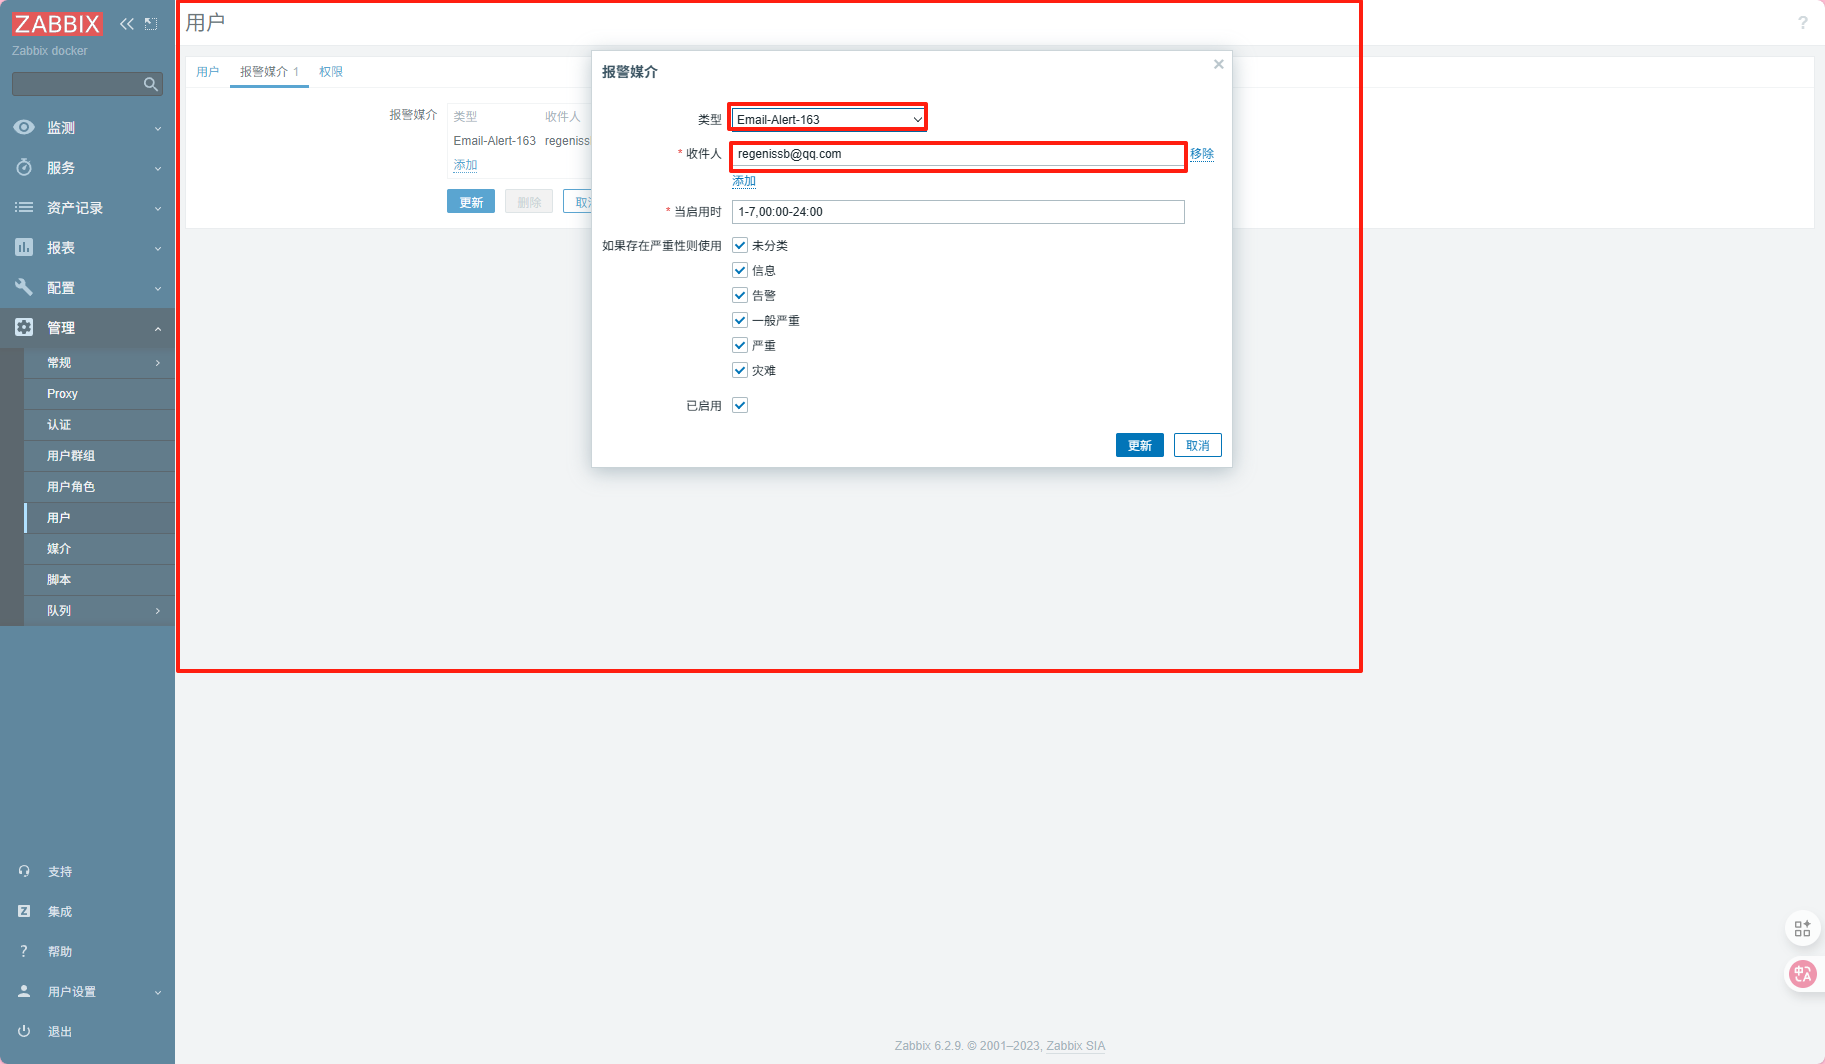 ZABBIX
Zabbix docker
监测
服务
资产记录
报表
配置
管理
常规
Proxy
认证
用户群组
用户角色
用户
媒介
脚本
队列
支持
Z 集成
? 帮助
用户设置
退出
用户
?
用户 报警媒介 1 权限
报警媒介 类型 收件人
Email-Alert-163 regeniss
添加
更新 删除
报警媒介
类型 Email-Alert-163
* 收件人 regenissb@qq.com 移除
添加
* 当启用时 1-7,00:00-24:00
如果存在严重性则使用 未分类
信息
告警
一般严重
严重
灾难
已启用
更新 取消
中 A
Zabbix 6.2.9. © 2001–2023, Zabbix SIA